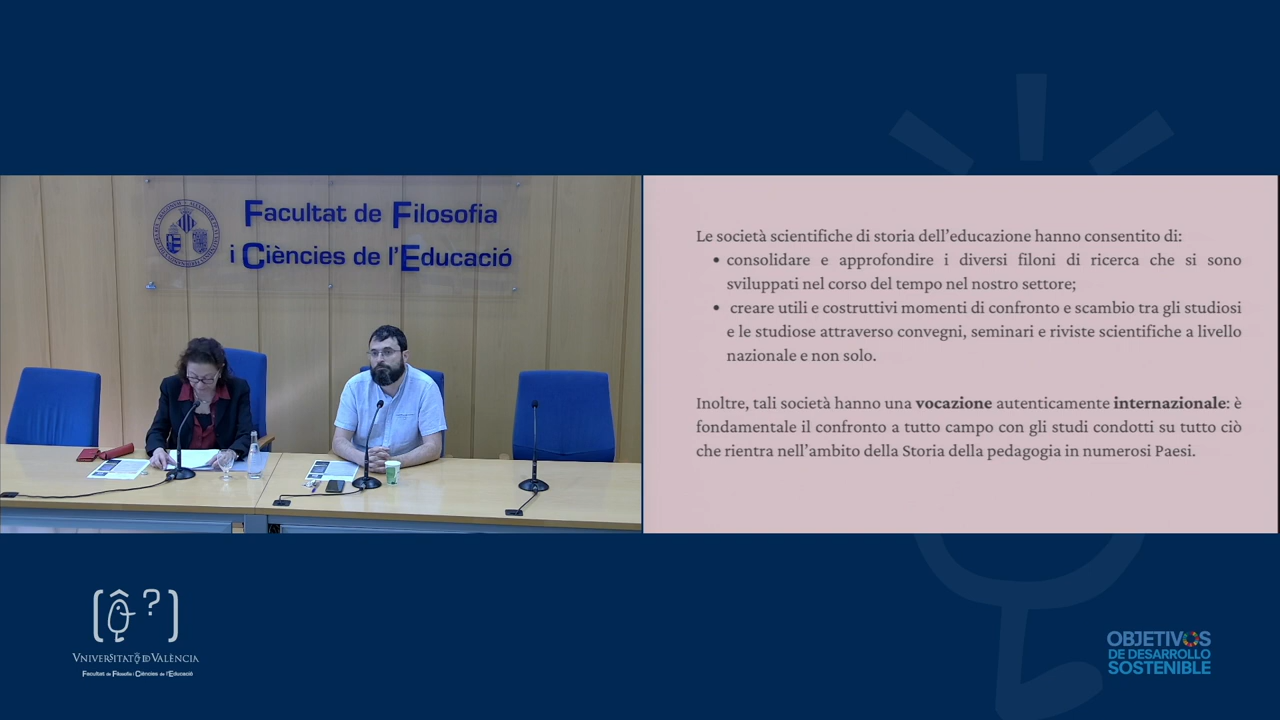 Facultat de Filosofia
i Ciències de l'Educació
Le società scientifiche di storia dell'educazione hanno consentito di:
• consolidare e approfondire i diversi filoni di ricerca che si sono
sviluppati nel corso del tempo nel nostro settore;
• creare utili e costruttivi momenti di confronto e scambio tra gli studiosi
e le studiose attraverso convegni, seminari e riviste scientifiche a livello
nazionale e non solo.
Inoltre, tali società hanno una vocazione autenticamente internazionale: è
fondamentale il confronto a tutto campo con gli studi condotti su tutto ciò
che rientra nell'ambito della Storia della pedagogia in numerosi Paesi.
VNIVERSITATǬDVALÈNCIA
Facultat de Filosofia i Ciències de l'Educació
OBJETIVOS
DE DESARROLLO
SOSTENIBLE